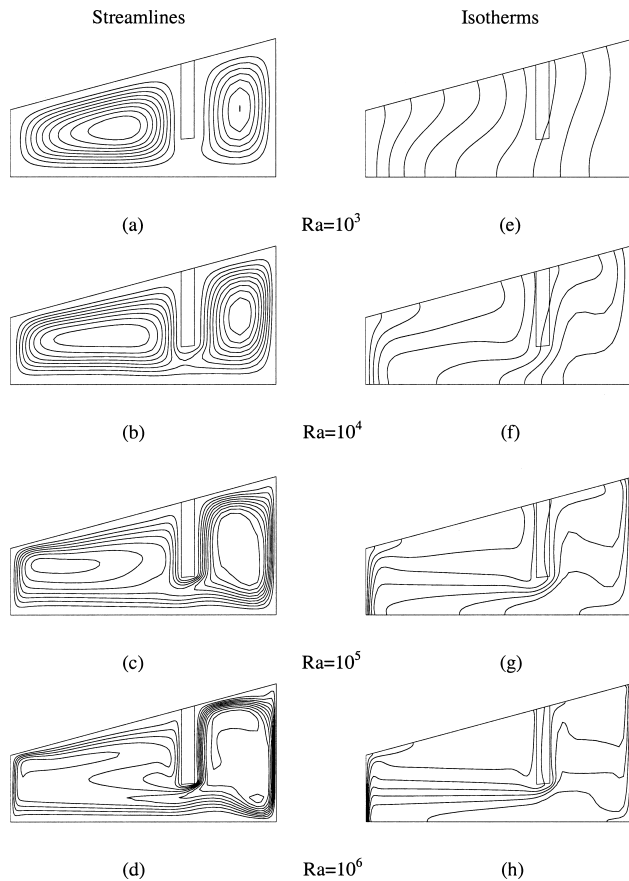 Streamlines Isotherms
(a) Ra=10³ (e)
(b) Ra=10⁴ (f)
(c) Ra=10⁵ (g)
(d) Ra=10⁶ (h)